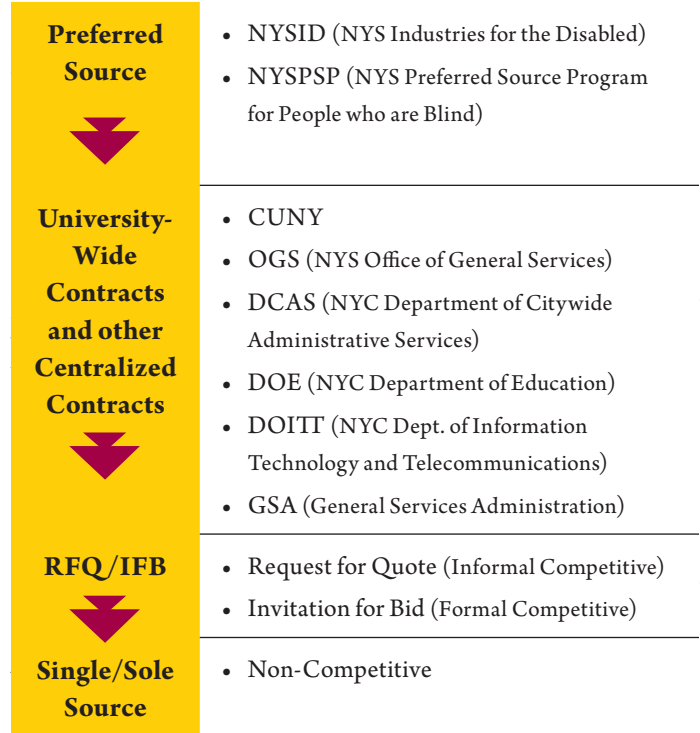 Preferred
Source
• NYSID (NYS Industries for the Disabled)
• NYSPSP (NYS Preferred Source Program
for People who are Blind)
University-
Wide
Contracts
and other
Centralized
Contracts
• CUNY
• OGS (NYS Office of General Services)
• DCAS (NYC Department of Citywide
Administrative Services)
• DOE (NYC Department of Education)
• DOITT (NYC Dept. of Information
Technology and Telecommunications)
• GSA (General Services Administration)
RFQ/IFB
• Request for Quote (Informal Competitive)
• Invitation for Bid (Formal Competitive)
Single/Sole
Source
• Non-Competitive